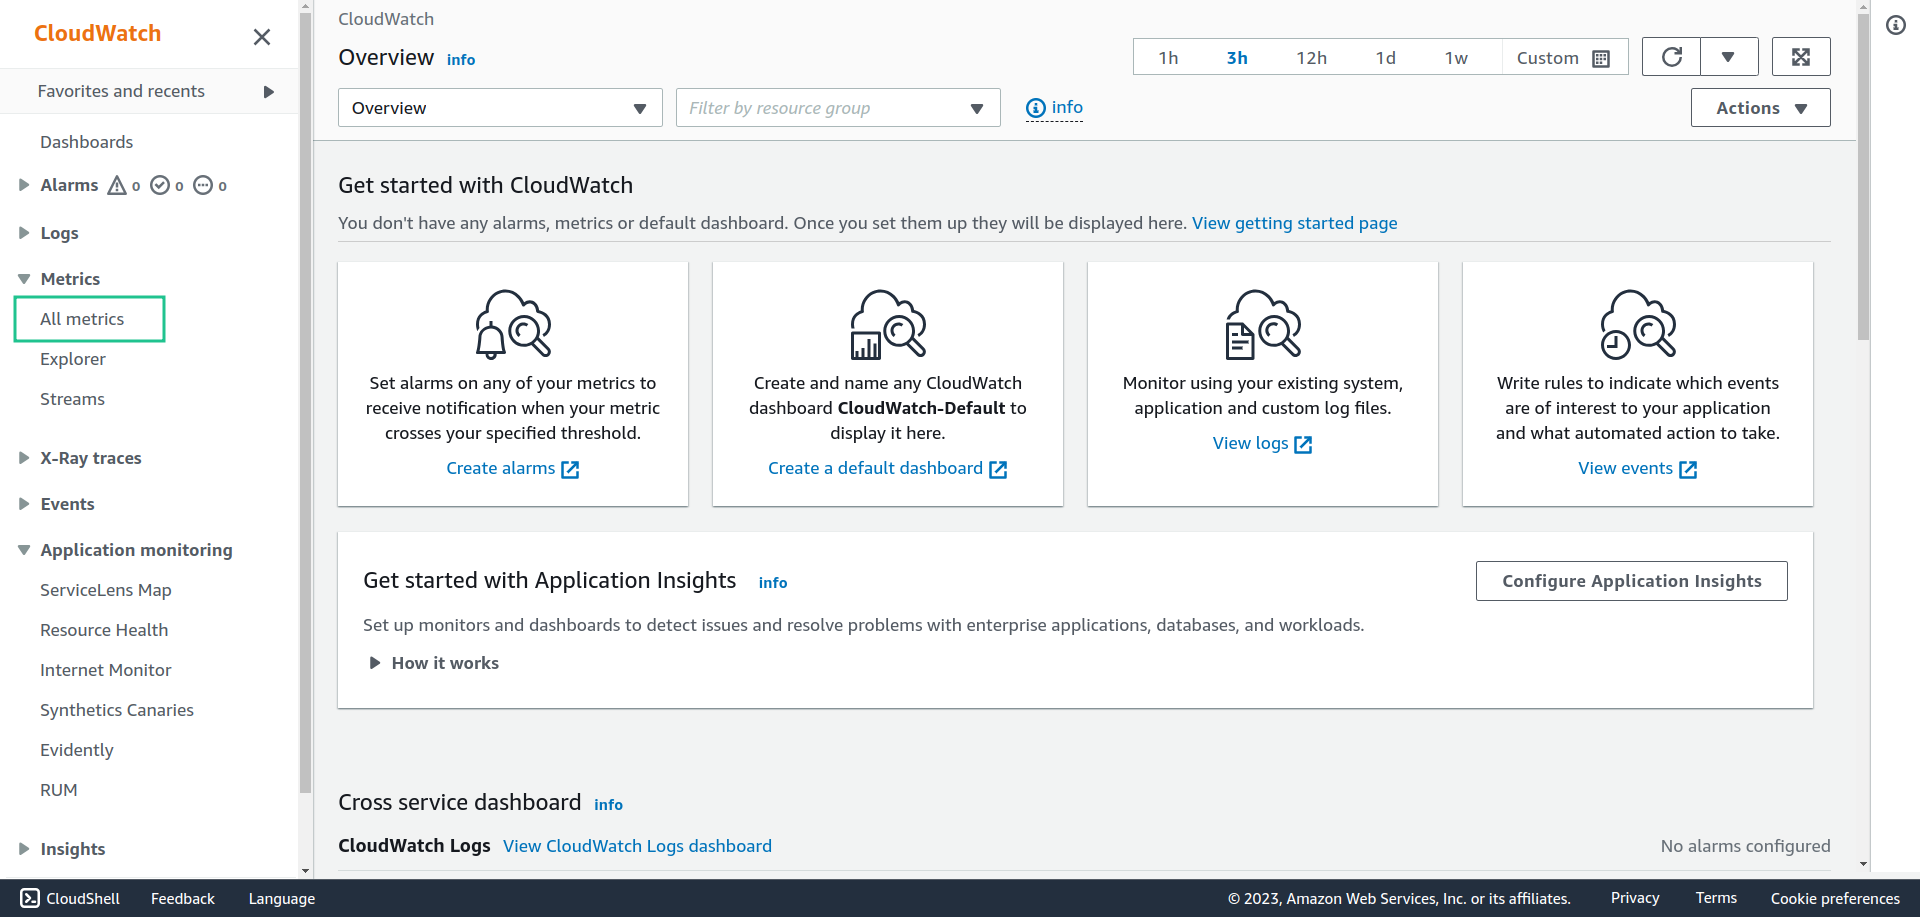 CloudWatch
Favorites and recents
Dashboards
Alarms 0 0 0
Logs
Metrics
All metrics
Explorer
Streams
X-Ray traces
Events
Application monitoring
ServiceLens Map
Resource Health
Internet Monitor
Synthetics Canaries
Evidently
RUM
Insights
CloudWatch
Overview info
1h 3h 12h 1d 1w Custom
Overview
Filter by resource group
info
Actions
Get started with CloudWatch
You don't have any alarms, metrics or default dashboard. Once you set them up they will be displayed here. View getting started page
Set alarms on any of your metrics to
receive notification when your metric
crosses your specified threshold.
Create alarms
Create and name any CloudWatch
dashboard CloudWatch-Default to
display it here.
Create a default dashboard
Monitor using your existing system,
application and custom log files.
View logs
Write rules to indicate which events
are of interest to your application
and what automated action to take.
View events
Get started with Application Insights info
Configure Application Insights
Set up monitors and dashboards to detect issues and resolve problems with enterprise applications, databases, and workloads.
How it works
Cross service dashboard info
CloudWatch Logs View CloudWatch Logs dashboard
No alarms configured
CloudShell Feedback Language
© 2023, Amazon Web Services, Inc. or its affiliates. Privacy Terms Cookie preferences